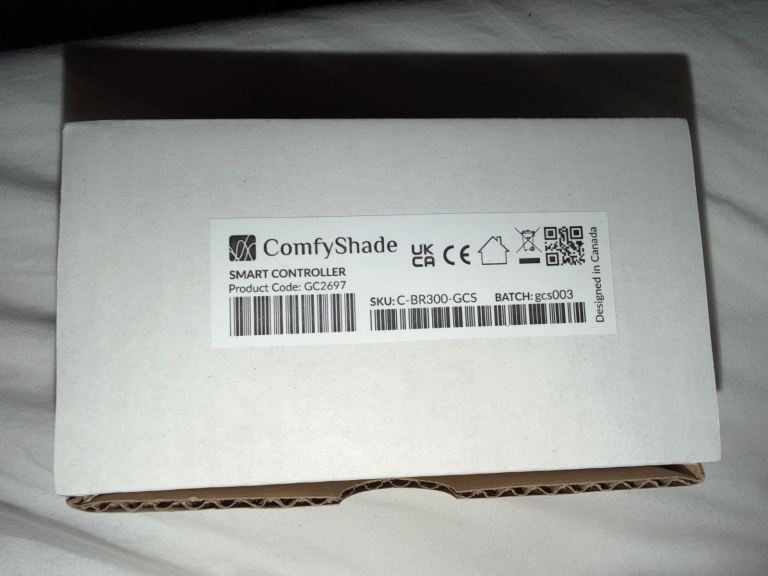 ComfyShade
UK
CA
CE
SMART CONTROLLER
Product Code: GC2697
SKU: C-BR300-GCS BATCH: gcs003
Designed in Canada